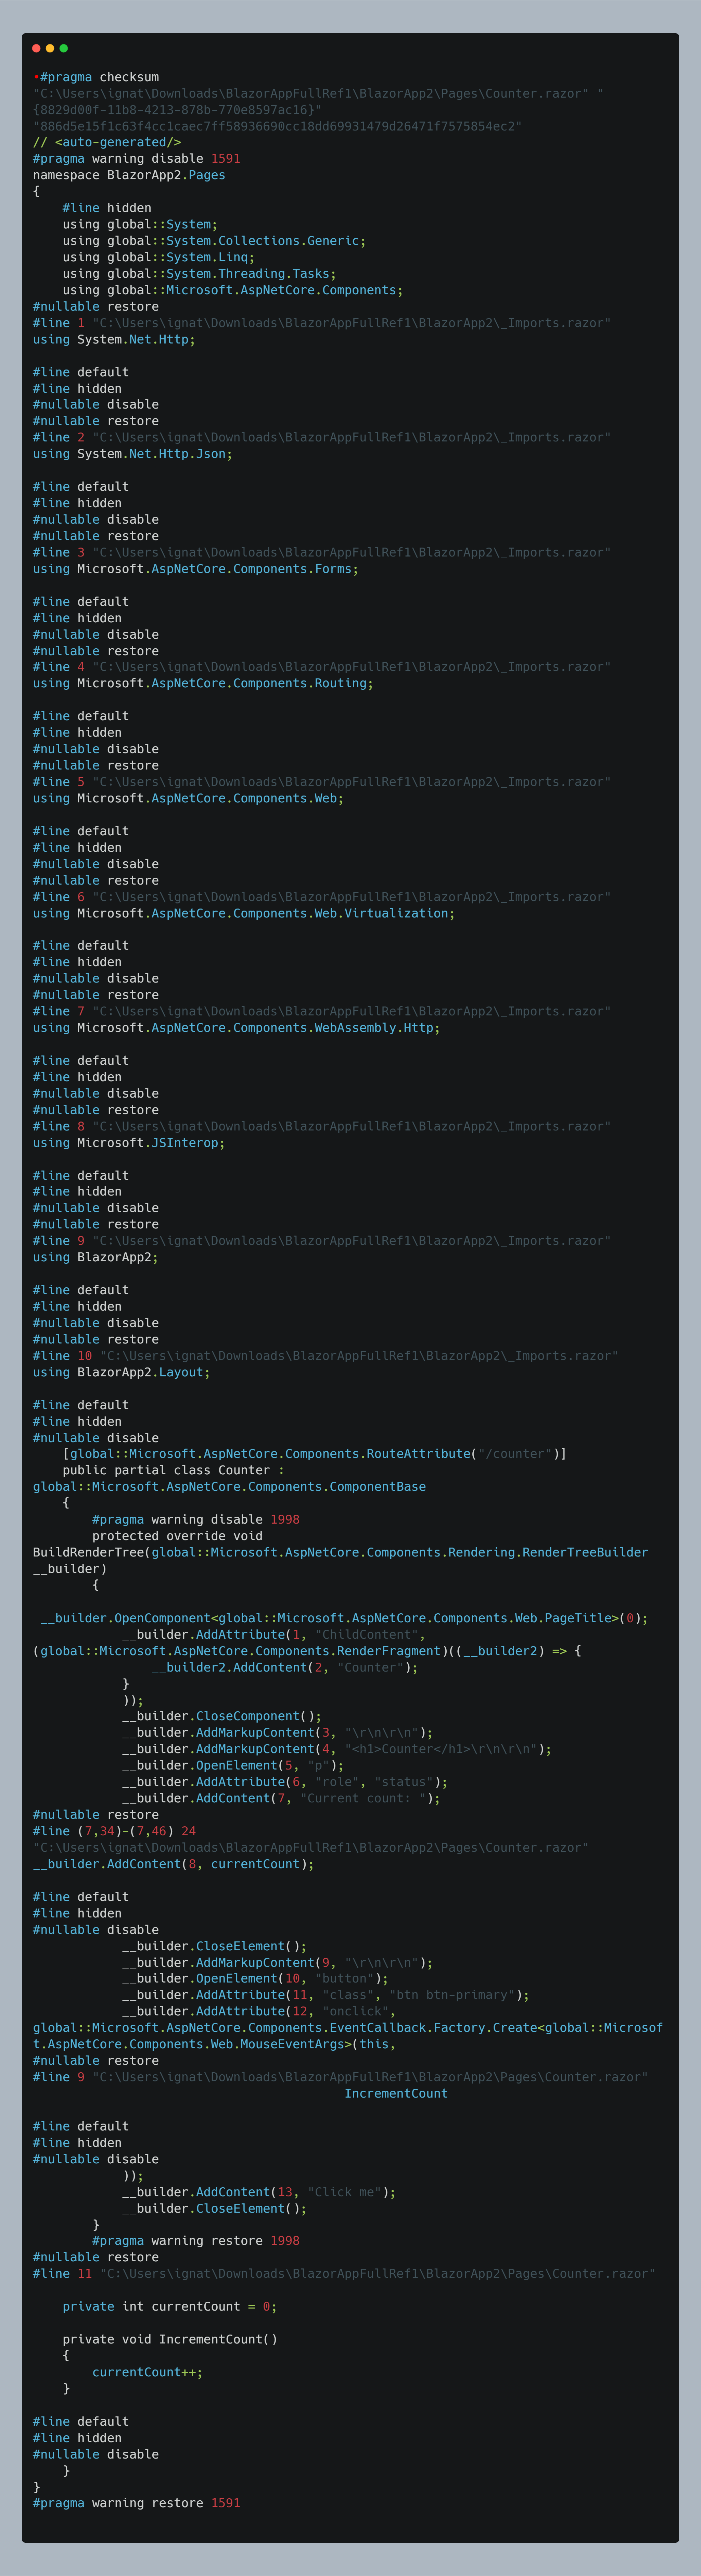 #pragma checksum
"C:\Users\ignat\Downloads\BlazorAppFullRef1\BlazorApp2\Pages\Counter.razor" "
{8829d00f-11b8-4213-878b-770e8597ac16}"
"886d5e15f1c63f4cc1caec7ff58936690cc18dd69931479d26471f7575854ec2"
// <auto-generated/>
#pragma warning disable 1591
namespace BlazorApp2.Pages
{
    #line hidden
    using global::System;
    using global::System.Collections.Generic;
    using global::System.Linq;
    using global::System.Threading.Tasks;
    using global::Microsoft.AspNetCore.Components;
#nullable restore
#line 1 "C:\Users\ignat\Downloads\BlazorAppFullRef1\BlazorApp2\_Imports.razor"
using System.Net.Http;

#line default
#line hidden
#nullable disable
#nullable restore
#line 2 "C:\Users\ignat\Downloads\BlazorAppFullRef1\BlazorApp2\_Imports.razor"
using System.Net.Http.Json;

#line default
#line hidden
#nullable disable
#nullable restore
#line 3 "C:\Users\ignat\Downloads\BlazorAppFullRef1\BlazorApp2\_Imports.razor"
using Microsoft.AspNetCore.Components.Forms;

#line default
#line hidden
#nullable disable
#nullable restore
#line 4 "C:\Users\ignat\Downloads\BlazorAppFullRef1\BlazorApp2\_Imports.razor"
using Microsoft.AspNetCore.Components.Routing;

#line default
#line hidden
#nullable disable
#nullable restore
#line 5 "C:\Users\ignat\Downloads\BlazorAppFullRef1\BlazorApp2\_Imports.razor"
using Microsoft.AspNetCore.Components.Web;

#line default
#line hidden
#nullable disable
#nullable restore
#line 6 "C:\Users\ignat\Downloads\BlazorAppFullRef1\BlazorApp2\_Imports.razor"
using Microsoft.AspNetCore.Components.Web.Virtualization;

#line default
#line hidden
#nullable disable
#nullable restore
#line 7 "C:\Users\ignat\Downloads\BlazorAppFullRef1\BlazorApp2\_Imports.razor"
using Microsoft.AspNetCore.Components.WebAssembly.Http;

#line default
#line hidden
#nullable disable
#nullable restore
#line 8 "C:\Users\ignat\Downloads\BlazorAppFullRef1\BlazorApp2\_Imports.razor"
using Microsoft.JSInterop;

#line default
#line hidden
#nullable disable
#nullable restore
#line 9 "C:\Users\ignat\Downloads\BlazorAppFullRef1\BlazorApp2\_Imports.razor"
using BlazorApp2;

#line default
#line hidden
#nullable disable
#nullable restore
#line 10 "C:\Users\ignat\Downloads\BlazorAppFullRef1\BlazorApp2\_Imports.razor"
using BlazorApp2.Layout;

#line default
#line hidden
#nullable disable
    [global::Microsoft.AspNetCore.Components.RouteAttribute("/counter")]
    public partial class Counter :
global::Microsoft.AspNetCore.Components.ComponentBase
    {
        #pragma warning disable 1998
        protected override void
BuildRenderTree(global::Microsoft.AspNetCore.Components.Rendering.RenderTreeBuilder
__builder)
        {

 __builder.OpenComponent<global::Microsoft.AspNetCore.Components.Web.PageTitle>(0);
            __builder.AddAttribute(1, "ChildContent",
(global::Microsoft.AspNetCore.Components.RenderFragment)((__builder2) => {
                __builder2.AddContent(2, "Counter");
            }
            ));
            __builder.CloseComponent();
            __builder.AddMarkupContent(3, "\r\n\r\n");
            __builder.AddMarkupContent(4, "<h1>Counter</h1>\r\n\r\n");
            __builder.OpenElement(5, "p");
            __builder.AddAttribute(6, "role", "status");
            __builder.AddContent(7, "Current count: ");
#nullable restore
#line (7,34)-(7,46) 24
"C:\Users\ignat\Downloads\BlazorAppFullRef1\BlazorApp2\Pages\Counter.razor"
__builder.AddContent(8, currentCount);

#line default
#line hidden
#nullable disable
            __builder.CloseElement();
            __builder.AddMarkupContent(9, "\r\n\r\n");
            __builder.OpenElement(10, "button");
            __builder.AddAttribute(11, "class", "btn btn-primary");
            __builder.AddAttribute(12, "onclick",
global::Microsoft.AspNetCore.Components.EventCallback.Factory.Create<global::Microsof
t.AspNetCore.Components.Web.MouseEventArgs>(this,
#nullable restore
#line 9 "C:\Users\ignat\Downloads\BlazorAppFullRef1\BlazorApp2\Pages\Counter.razor"
                                          IncrementCount

#line default
#line hidden
#nullable disable
            ));
            __builder.AddContent(13, "Click me");
            __builder.CloseElement();
        }
        #pragma warning restore 1998
#nullable restore
#line 11 "C:\Users\ignat\Downloads\BlazorAppFullRef1\BlazorApp2\Pages\Counter.razor"

    private int currentCount = 0;

    private void IncrementCount()
    {
        currentCount++;
    }

#line default
#line hidden
#nullable disable
    }
}
#pragma warning restore 1591